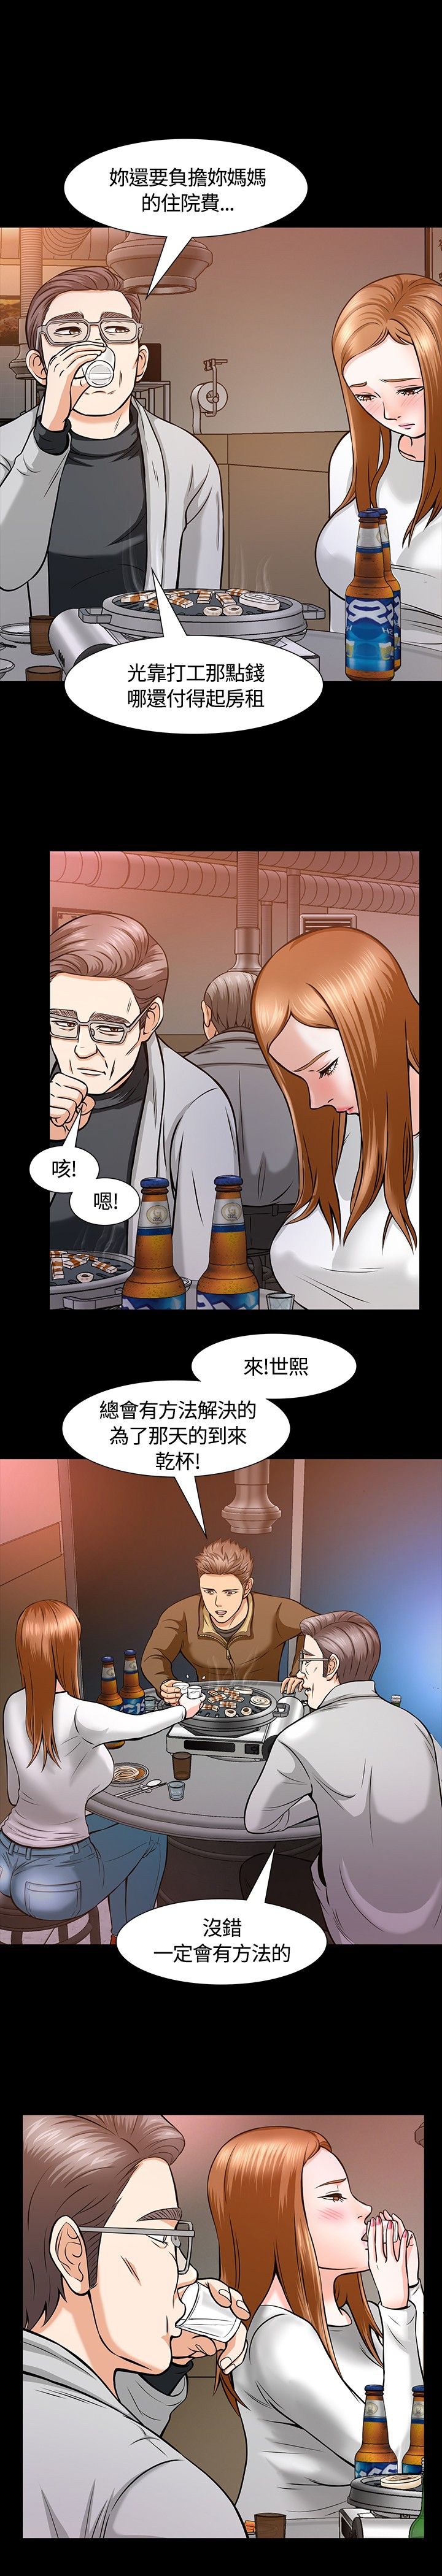 妳還要負擔妳媽媽
的住院費...
光靠打工那點錢
哪還付得起房租
咳!
嗯!
來!世熙
總會有方法解決的
為了那天的到來
乾杯!
沒錯
一定會有方法的